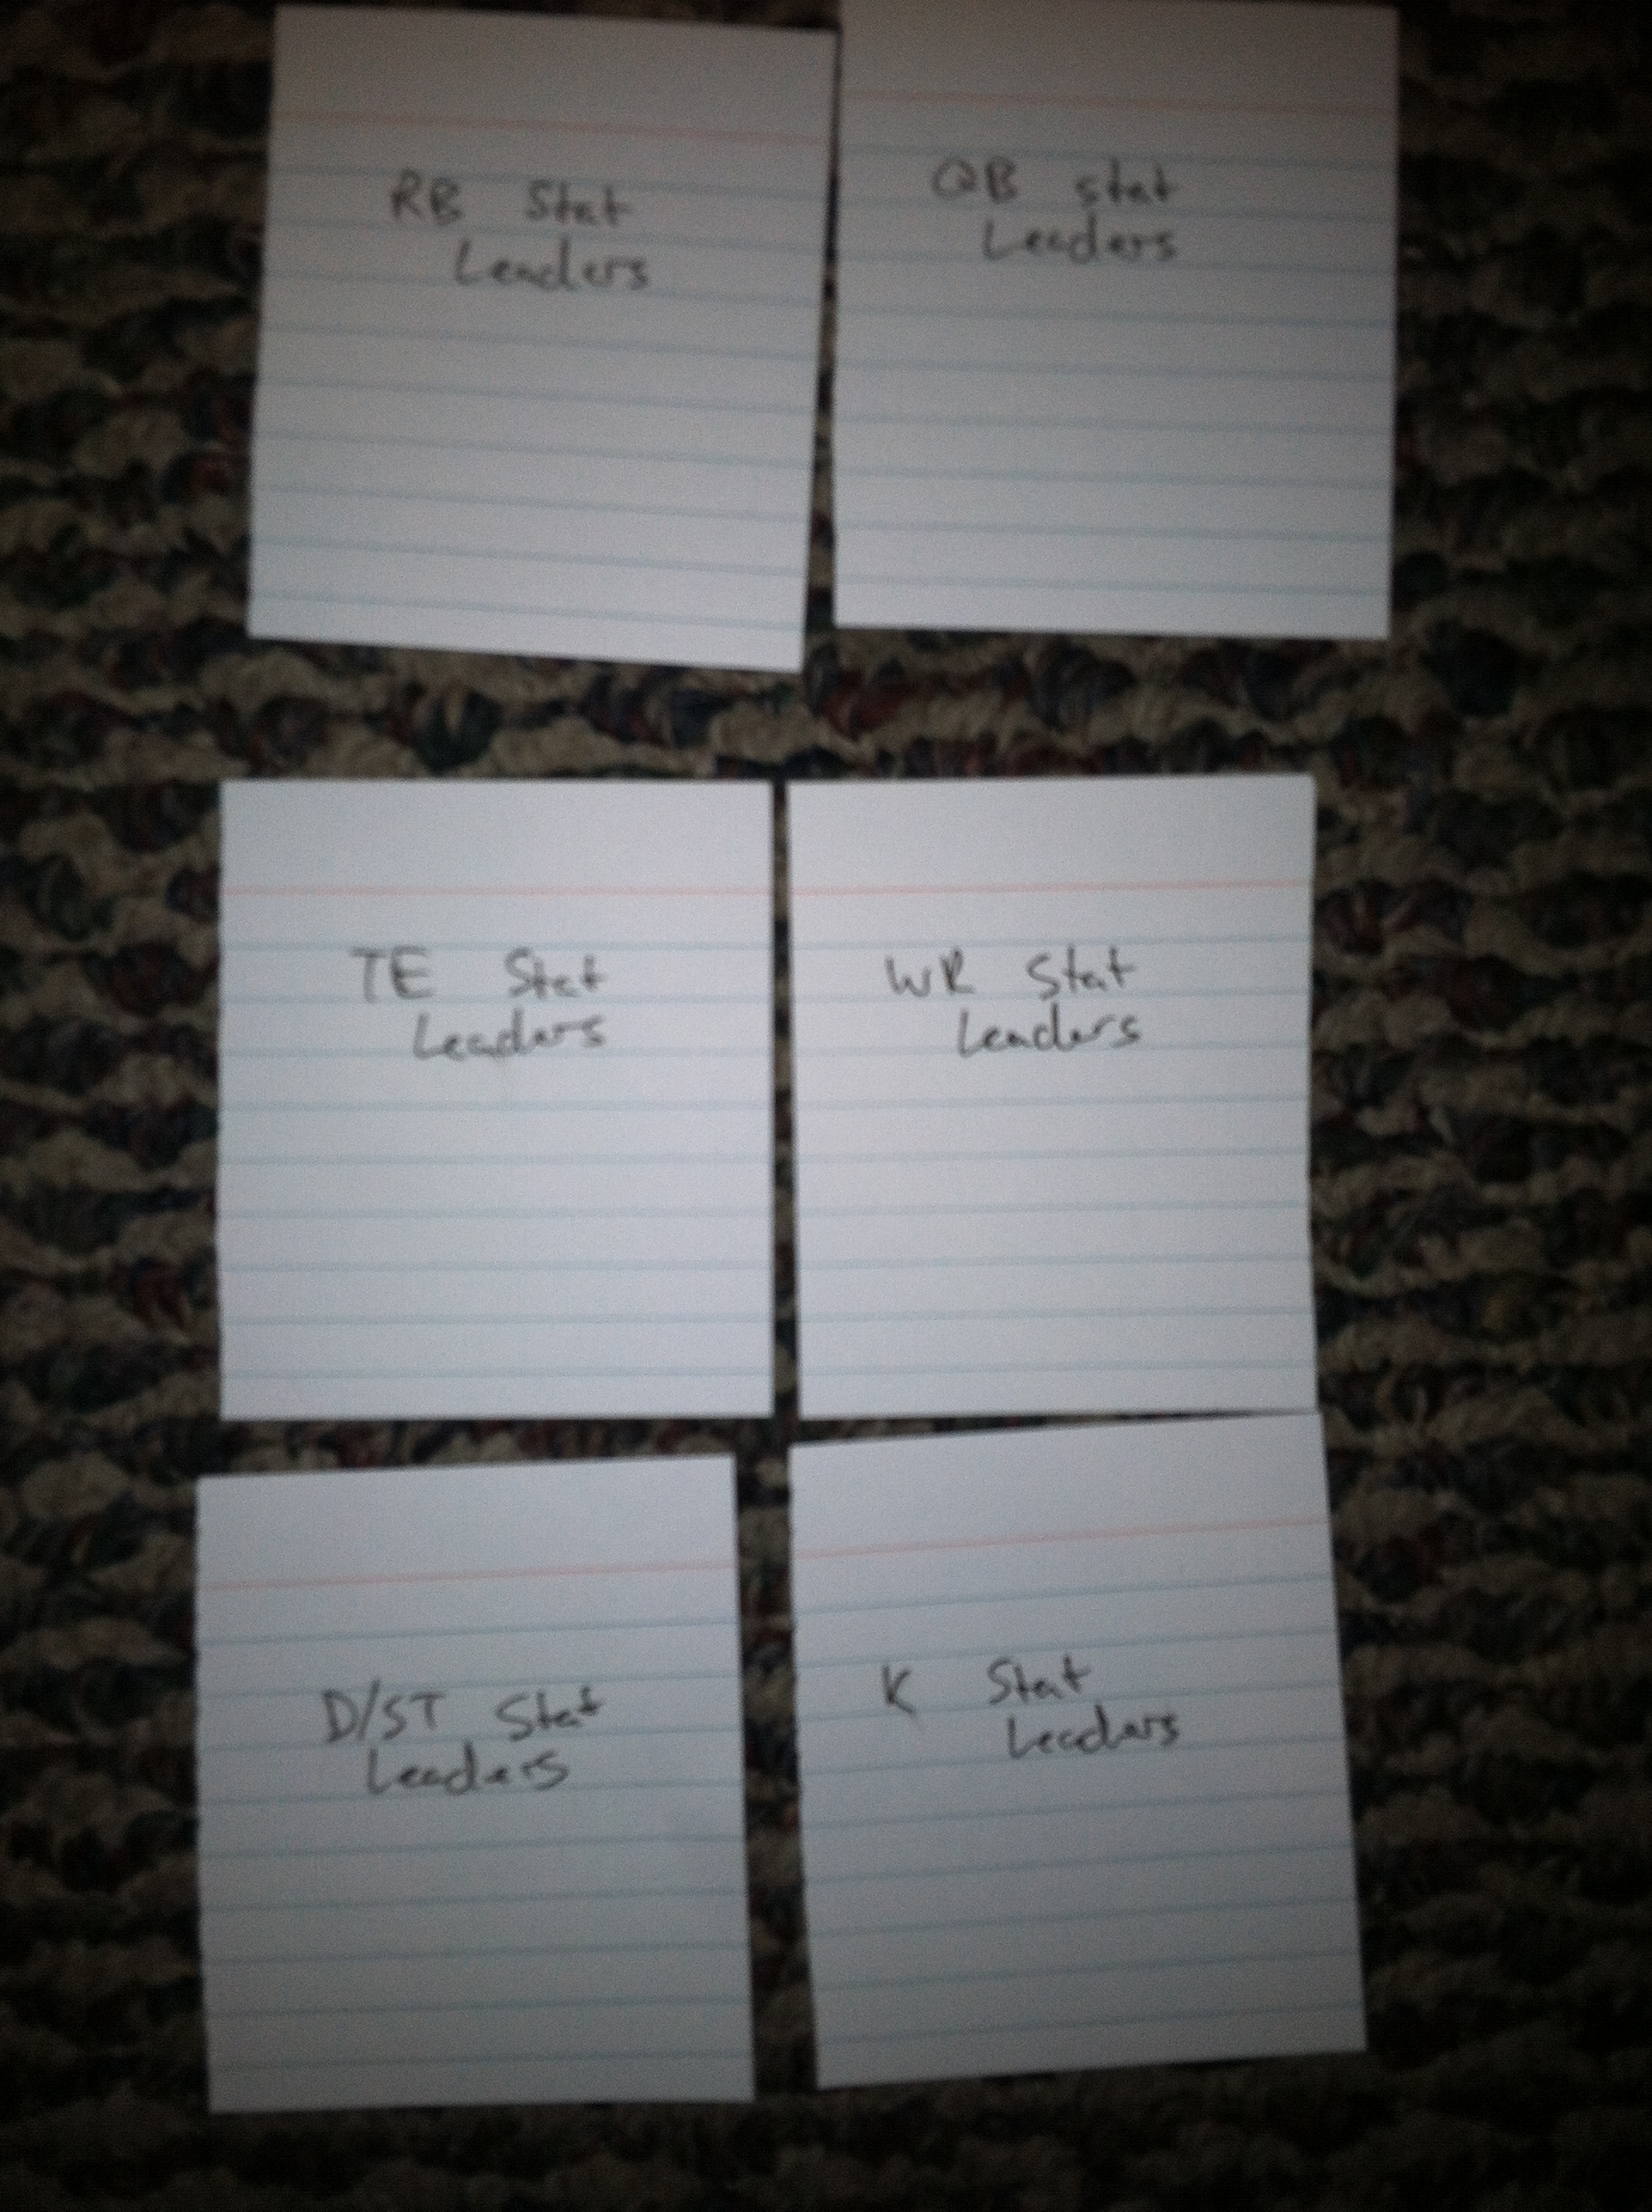 RB Stat
Leaders
QB stat
Leaders
TE Stat
Leaders
WR Stat
Leaders
D/ST Stat
Leaders
K Stat
Leaders